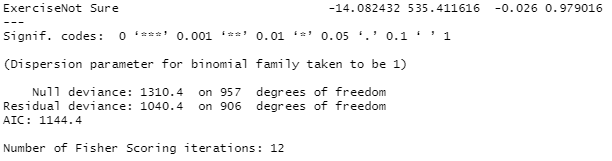 ExerciseNot Sure -14.082432 535.411616 -0.026 0.979016
---
Signif. codes: 0 ‘***’ 0.001 ‘**’ 0.01 ‘*’ 0.05 ‘.’ 0.1 ‘ ’ 1
(Dispersion parameter for binomial family taken to be 1)
Null deviance: 1310.4 on 957 degrees of freedom
Residual deviance: 1040.4 on 906 degrees of freedom
AIC: 1144.4
Number of Fisher Scoring iterations: 12